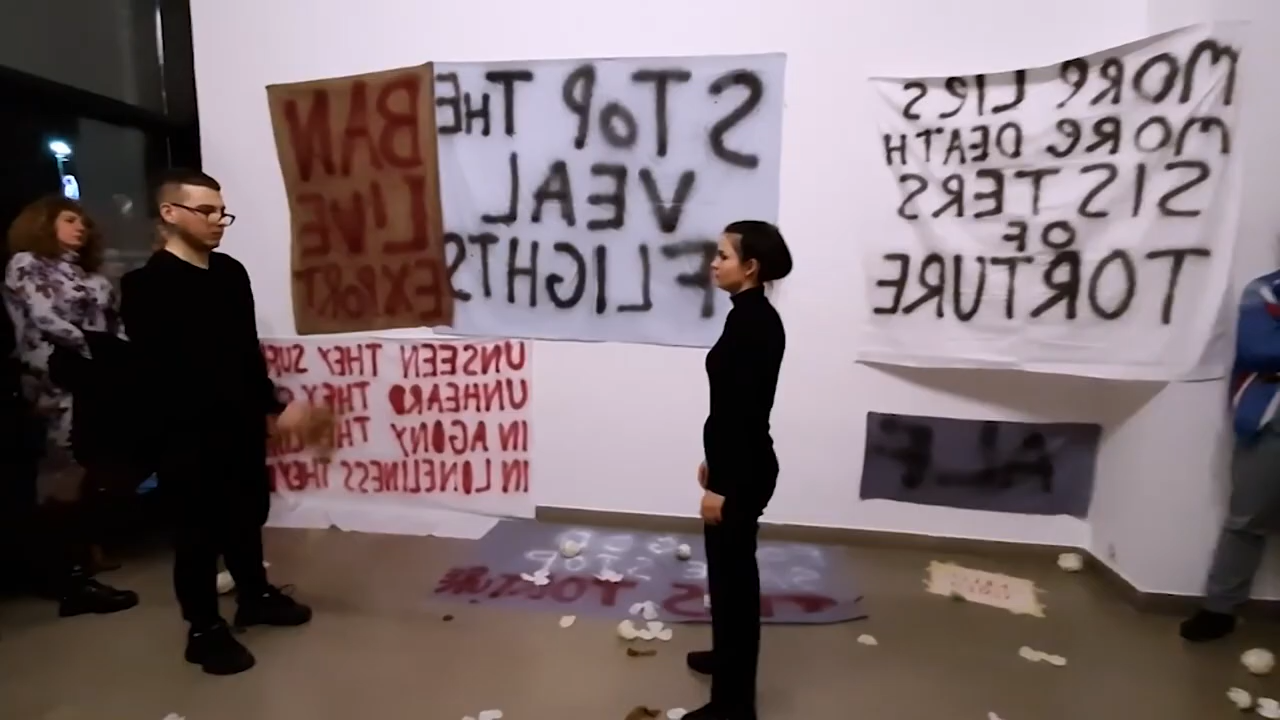 BAN
LIVE
EXPORT
STOP THE
VEAL
FLIGHTS
MORE LIES
MORE DEATH
SISTERS
OF
TORTURE
UNSEEN THEY
UNHEARD THEY
IN AGONY
IN LONELINESS THEY
ALF
TORTURE